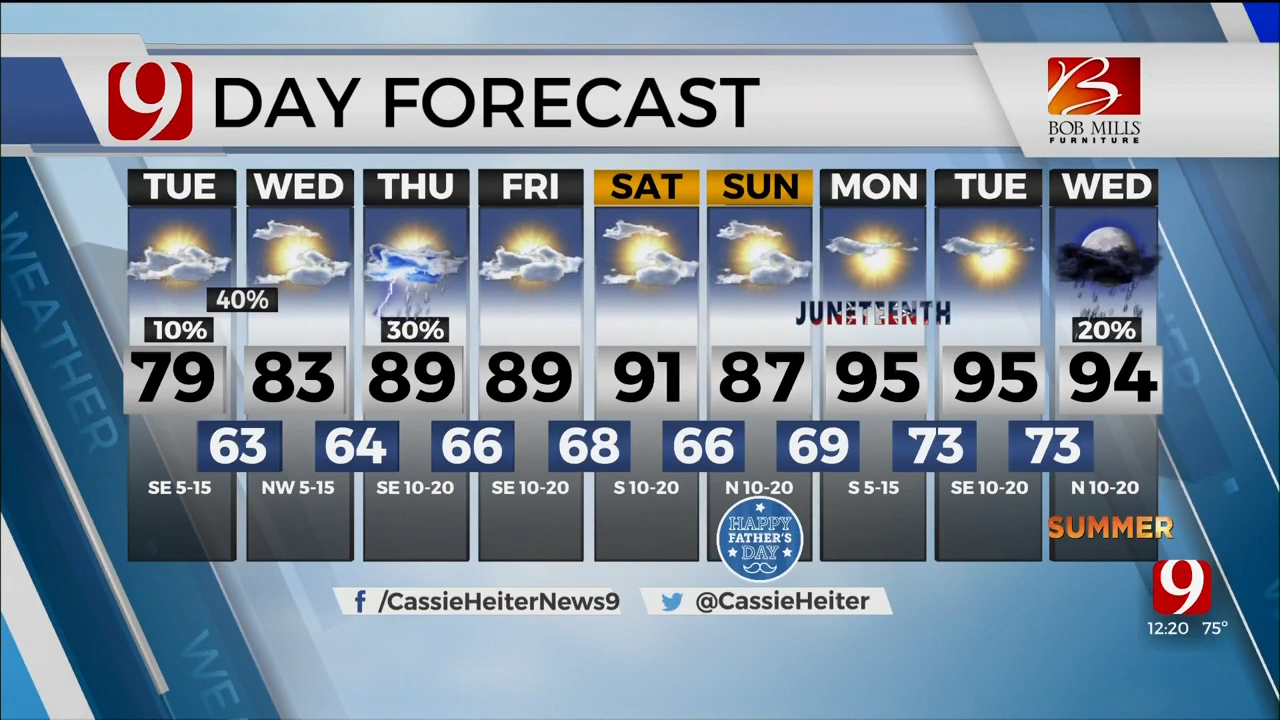 9 DAY FORECAST
B
BOB MILLS
FURNITURE
WEATHER
TUE WED THU FRI SAT SUN MON TUE WED
40%
JUNETEENTH
10% 30% 20%
79 83 89 89 91 87 95 95 94
63 64 66 68 66 69 73 73
SE 5-15 NW 5-15 SE 10-20 SE 10-20 S 10-20 N 10-20 S 5-15 SE 10-20 N 10-20
HAPPY
FATHER'S
DAY
SUMMER
f /CassieHeiterNews9 @CassieHeiter
9
12:20 75°